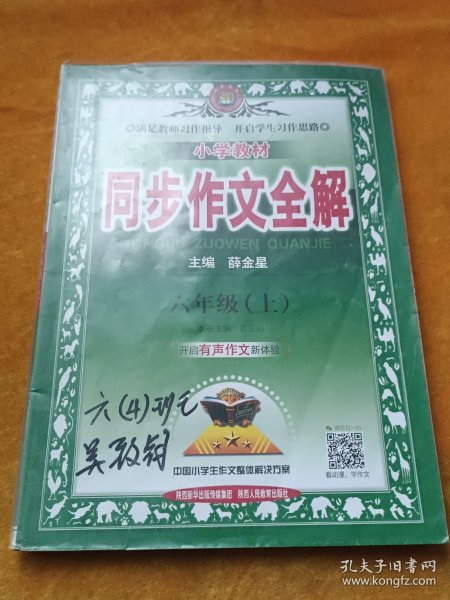 ◎满足教师习作指导　开启学生习作思路◎
小学教材
同步作文全解
TONGBU ZUOWEN QUANJIE
主编 薛金星
六年级(上)
开启有声作文新体验
六(4)班
微信扫一扫
看动漫,学作文
中国小学生作文整体解决方案
陕西新华出版传媒集团 陕西人民教育出版社
孔夫子旧书网
www.kongfz.com